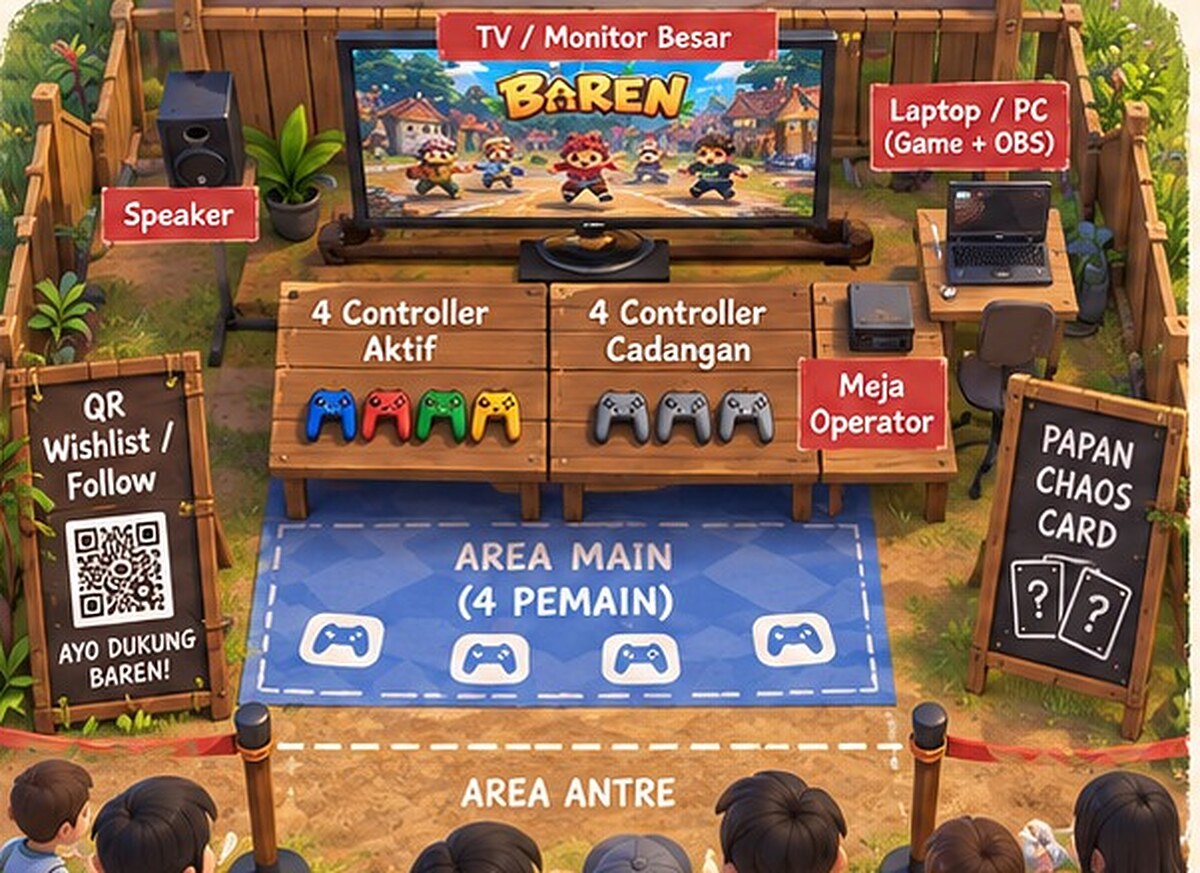 TV / Monitor Besar
BAREN
Laptop / PC
(Game + OBS)
Speaker
4 Controller
Aktif
4 Controller
Cadangan
Meja
Operator
QR
Wishlist /
Follow
AYO DUKUNG
BAREN!
PAPAN
CHAOS
CARD
? ?
AREA MAIN
(4 PEMAIN)
AREA ANTRE